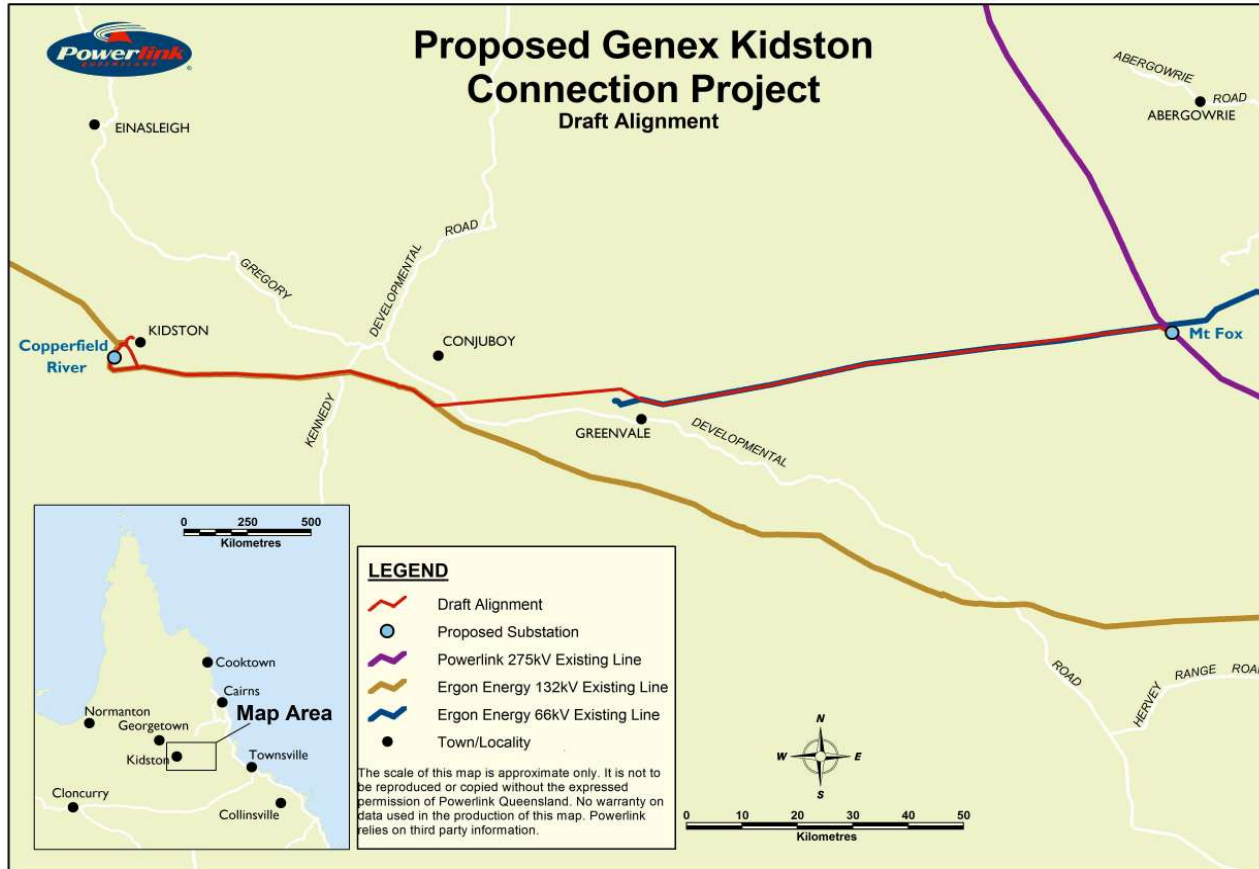 Powerlink
QUEENSLAND
Proposed Genex Kidston
Connection Project
Draft Alignment
ABERGOWRIE
ROAD
ABERGOWRIE
EINASLEIGH
ROAD
DEVELOPMENTAL
GREGORY
KIDSTON
Copperfield
River
CONJUBOY
Mt Fox
KENNEDY
GREENVALE
DEVELOPMENTAL
ROAD
HERVEY
RANGE
ROAD
0 250 500
Kilometres
Cooktown
Cairns
Normanton
Map Area
Georgetown
Kidston
Townsville
Cloncurry
Collinsville
LEGEND
Draft Alignment
Proposed Substation
Powerlink 275kV Existing Line
Ergon Energy 132kV Existing Line
Ergon Energy 66kV Existing Line
Town/Locality
The scale of this map is approximate only. It is not to
be reproduced or copied without the expressed
permission of Powerlink Queensland. No warranty on
data used in the production of this map. Powerlink
relies on third party information.
N
W E
S
0 10 20 30 40 50
Kilometres